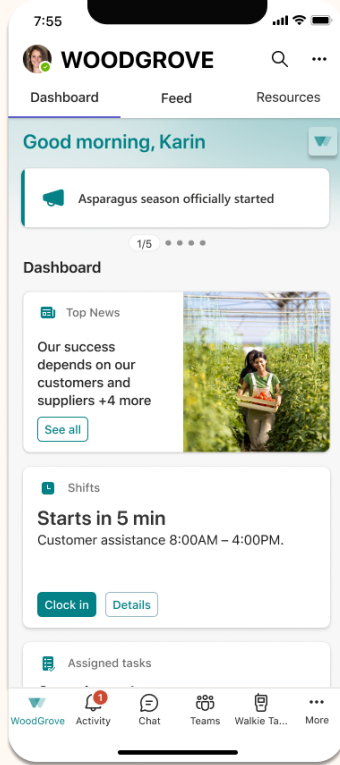 7:55
WOODGROVE
Dashboard
Feed
Resources
Good morning, Karin
Asparagus season officially started
1/5
Dashboard
Top News
Our success
depends on our
customers and
suppliers +4 more
See all
Shifts
Starts in 5 min
Customer assistance 8:00AM – 4:00PM.
Clock in
Details
Assigned tasks
1
WoodGrove
Activity
Chat
Teams
Walkie Ta...
More